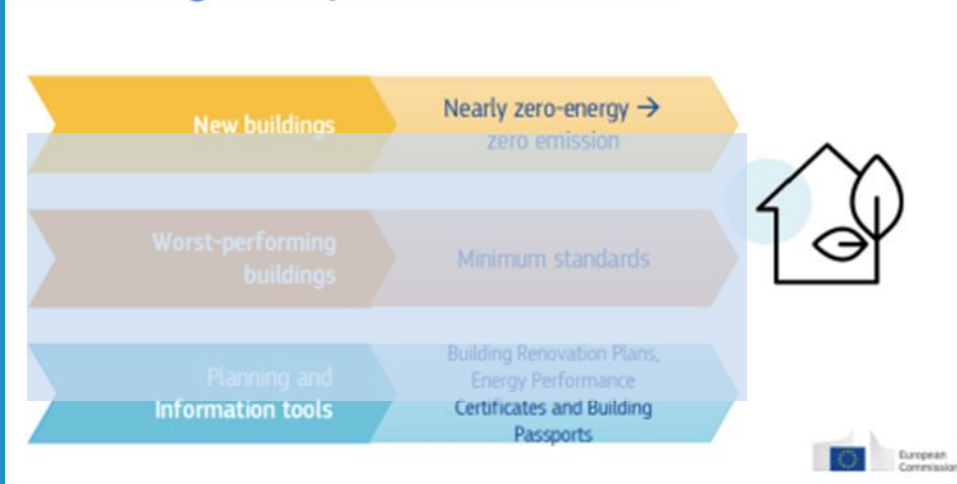 New buildings
Nearly zero-energy →
zero emission
Worst-performing
buildings
Minimum standards
Planning and
Information tools
Building Renovation Plans,
Energy Performance
Certificates and Building
Passports
European
Commission